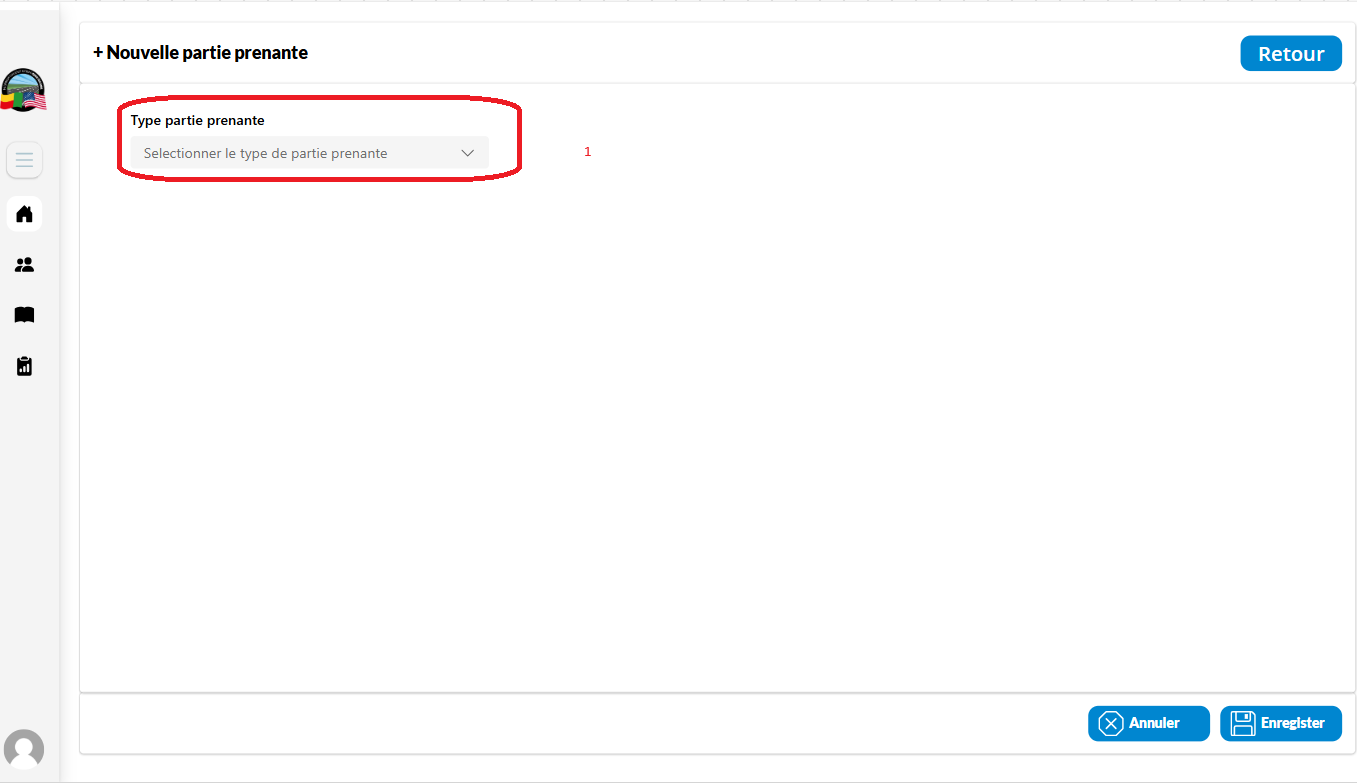 + Nouvelle partie prenante
Retour
Type partie prenante
Selectionner le type de partie prenante
1
Annuler
Enregister